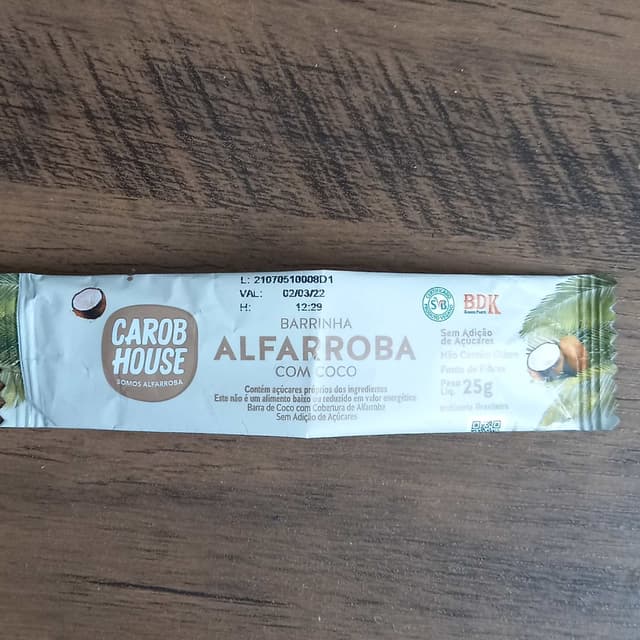 L: 21070510008D1
VAL: 02/03/22
H: 12:29
CAROB
HOUSE
SOMOS ALFARROBA
BARRINHA
ALFARROBA
COM COCO
Contém açúcares próprios dos ingredientes
Este não é um alimento baixo ou reduzido em valor energético
Barra de Coco com Cobertura de Alfarroba
Sem Adição de Açúcares
SVB
BDK
Sem Adição
de Açúcares
Não Contém Glúten
Fonte de Fibras
Peso
Líq. 25g
Indústria Brasileira